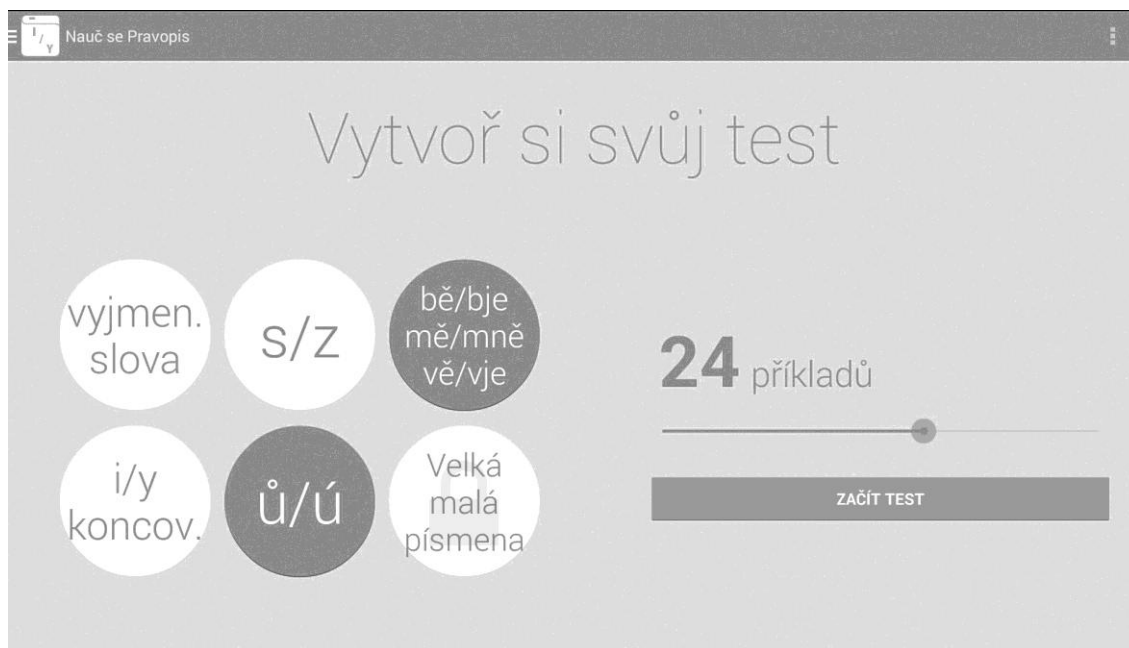 I/Y Nauč se Pravopis
Vytvoř si svůj test
vyjmen.
slova
s/z
bě/bje
mě/mně
vě/vje
i/y
koncov.
ů/ú
Velká
malá
písmena
24 příkladů
ZAČÍT TEST